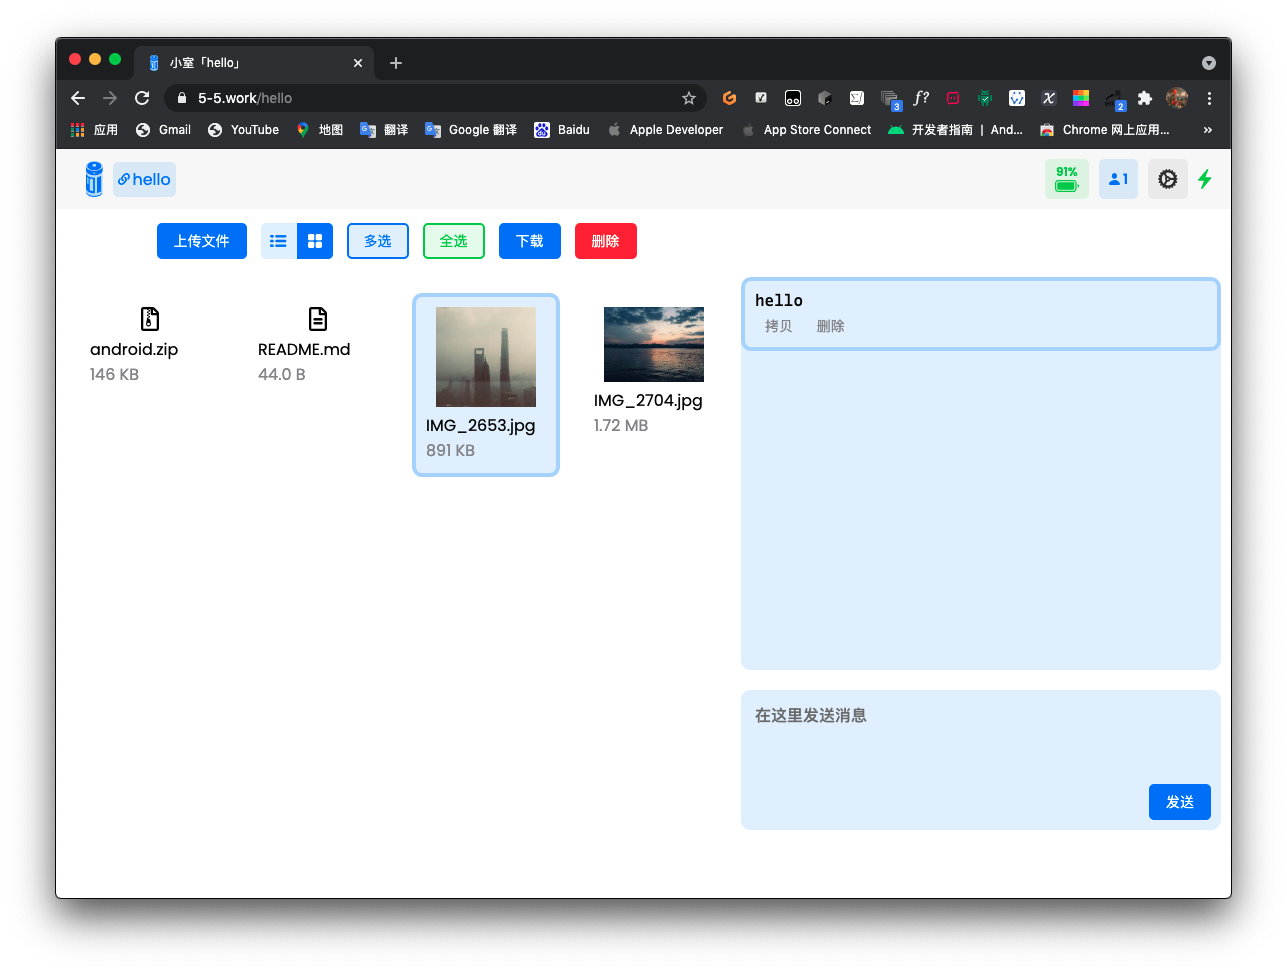 小室「hello」
5-5.work/hello
3
f?
2
应用 Gmail YouTube 地图 翻译 Google 翻译 Baidu Apple Developer App Store Connect 开发者指南 | And... Chrome 网上应用... »
hello
91%
1
上传文件 多选 全选 下载 删除
android.zip
146 KB
README.md
44.0 B
IMG_2653.jpg
891 KB
IMG_2704.jpg
1.72 MB
hello
拷贝 删除
在这里发送消息
发送